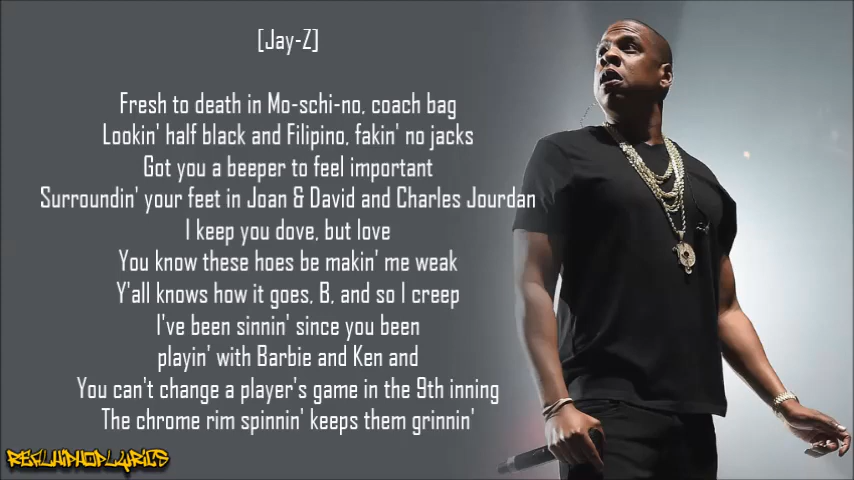 [Jay-Z]
Fresh to death in Mo-schi-no, coach bag
Lookin' half black and Filipino, fakin' no jacks
Got you a beeper to feel important
Surroundin' your feet in Joan & David and Charles Jourdan
I keep you dove, but love
You know these hoes be makin' me weak
Y'all knows how it goes, B, and so I creep
I've been sinnin' since you been
playin' with Barbie and Ken and
You can't change a player's game in the 9th inning
The chrome rim spinnin' keeps them grinnin'
REALHIPHOPLYRICS